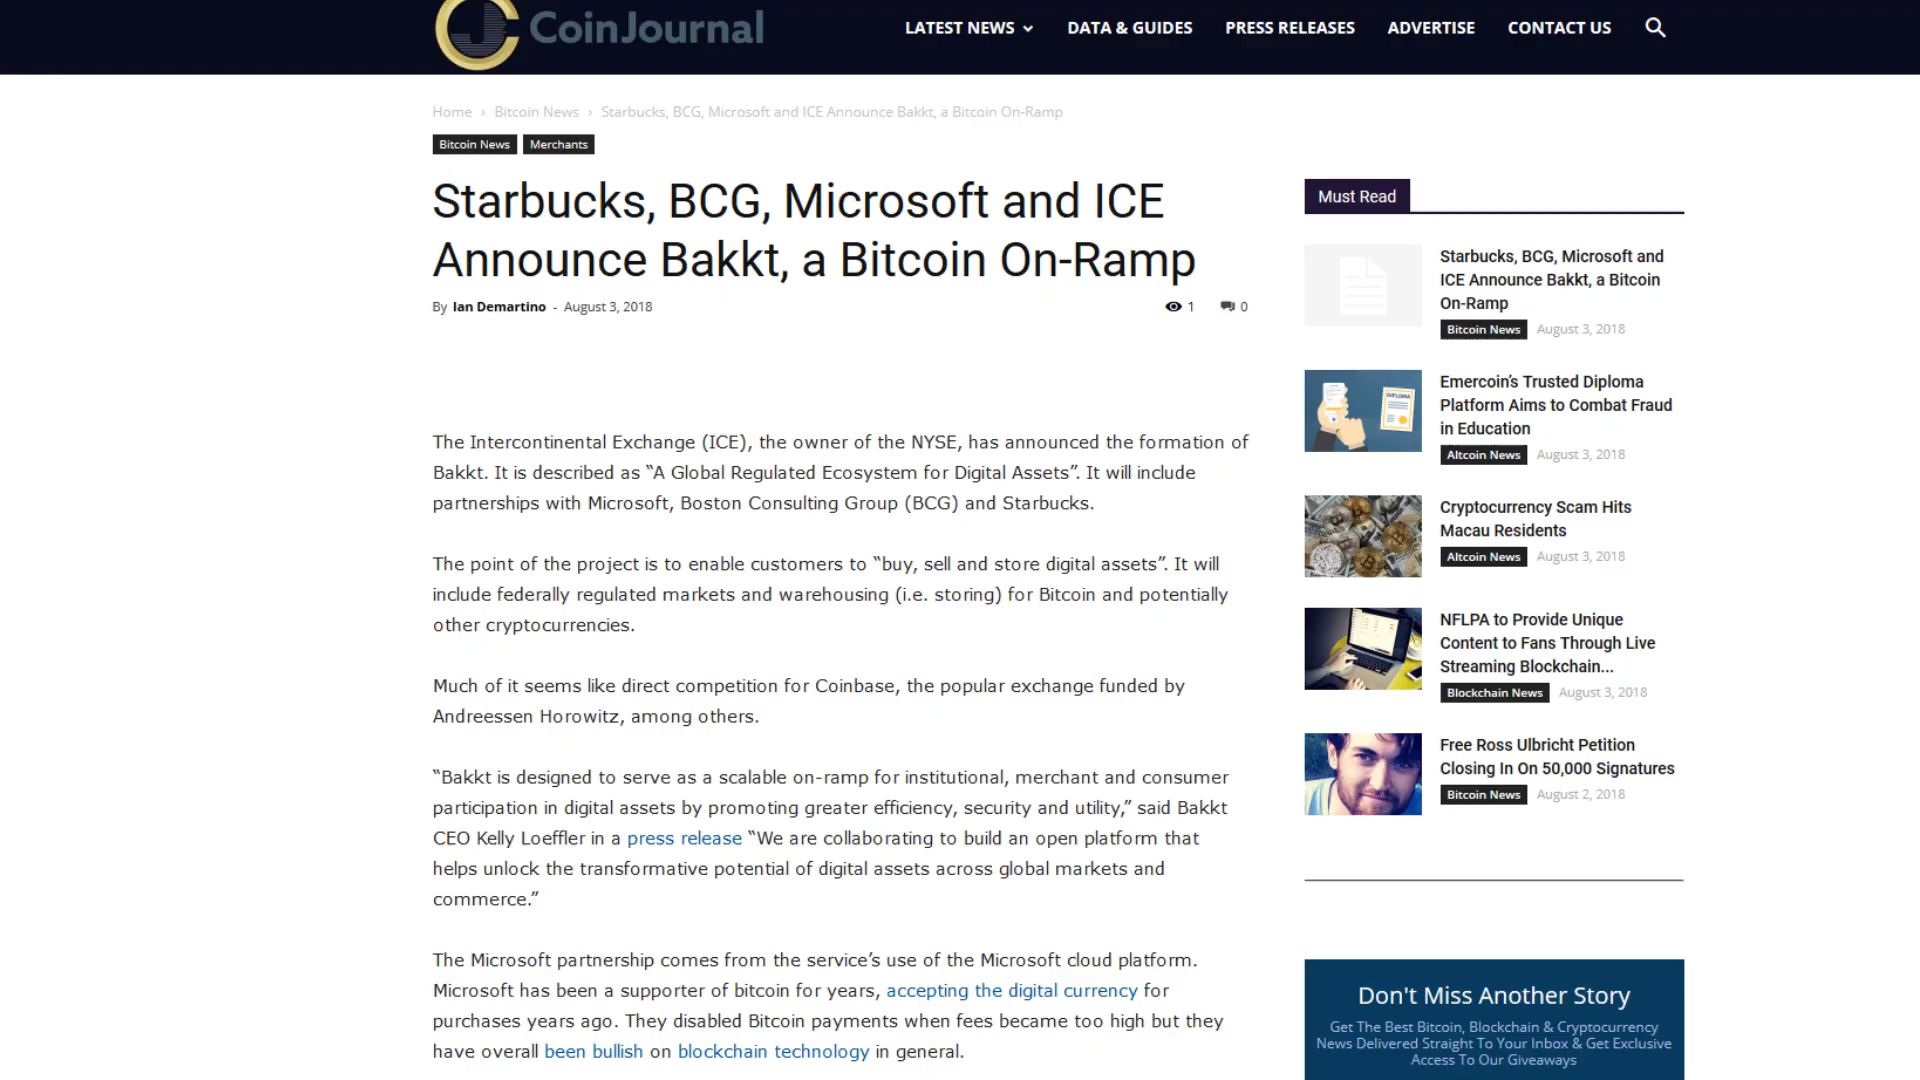 CoinJournal
LATEST NEWS
DATA & GUIDES
PRESS RELEASES
ADVERTISE
CONTACT US
Home › Bitcoin News › Starbucks, BCG, Microsoft and ICE Announce Bakkt, a Bitcoin On-Ramp
Bitcoin News
Merchants
Starbucks, BCG, Microsoft and ICE
Announce Bakkt, a Bitcoin On-Ramp
By Ian Demartino - August 3, 2018
1
0
The Intercontinental Exchange (ICE), the owner of the NYSE, has announced the formation of
Bakkt. It is described as “A Global Regulated Ecosystem for Digital Assets”. It will include
partnerships with Microsoft, Boston Consulting Group (BCG) and Starbucks.
The point of the project is to enable customers to “buy, sell and store digital assets”. It will
include federally regulated markets and warehousing (i.e. storing) for Bitcoin and potentially
other cryptocurrencies.
Much of it seems like direct competition for Coinbase, the popular exchange funded by
Andreessen Horowitz, among others.
“Bakkt is designed to serve as a scalable on-ramp for institutional, merchant and consumer
participation in digital assets by promoting greater efficiency, security and utility,” said Bakkt
CEO Kelly Loeffler in a press release “We are collaborating to build an open platform that
helps unlock the transformative potential of digital assets across global markets and
commerce.”
The Microsoft partnership comes from the service’s use of the Microsoft cloud platform.
Microsoft has been a supporter of bitcoin for years, accepting the digital currency for
purchases years ago. They disabled Bitcoin payments when fees became too high but they
have overall been bullish on blockchain technology in general.
Must Read
Starbucks, BCG, Microsoft and
ICE Announce Bakkt, a Bitcoin
On-Ramp
Bitcoin News August 3, 2018
DIPLOMA
Emercoin’s Trusted Diploma
Platform Aims to Combat Fraud
in Education
Altcoin News August 3, 2018
Cryptocurrency Scam Hits
Macau Residents
Altcoin News August 3, 2018
NFLPA to Provide Unique
Content to Fans Through Live
Streaming Blockchain...
Blockchain News August 3, 2018
Free Ross Ulbricht Petition
Closing In On 50,000 Signatures
Bitcoin News August 2, 2018
Don't Miss Another Story
Get The Best Bitcoin, Blockchain & Cryptocurrency
News Delivered Straight To Your Inbox & Get Exclusive
Access To Our Giveaways